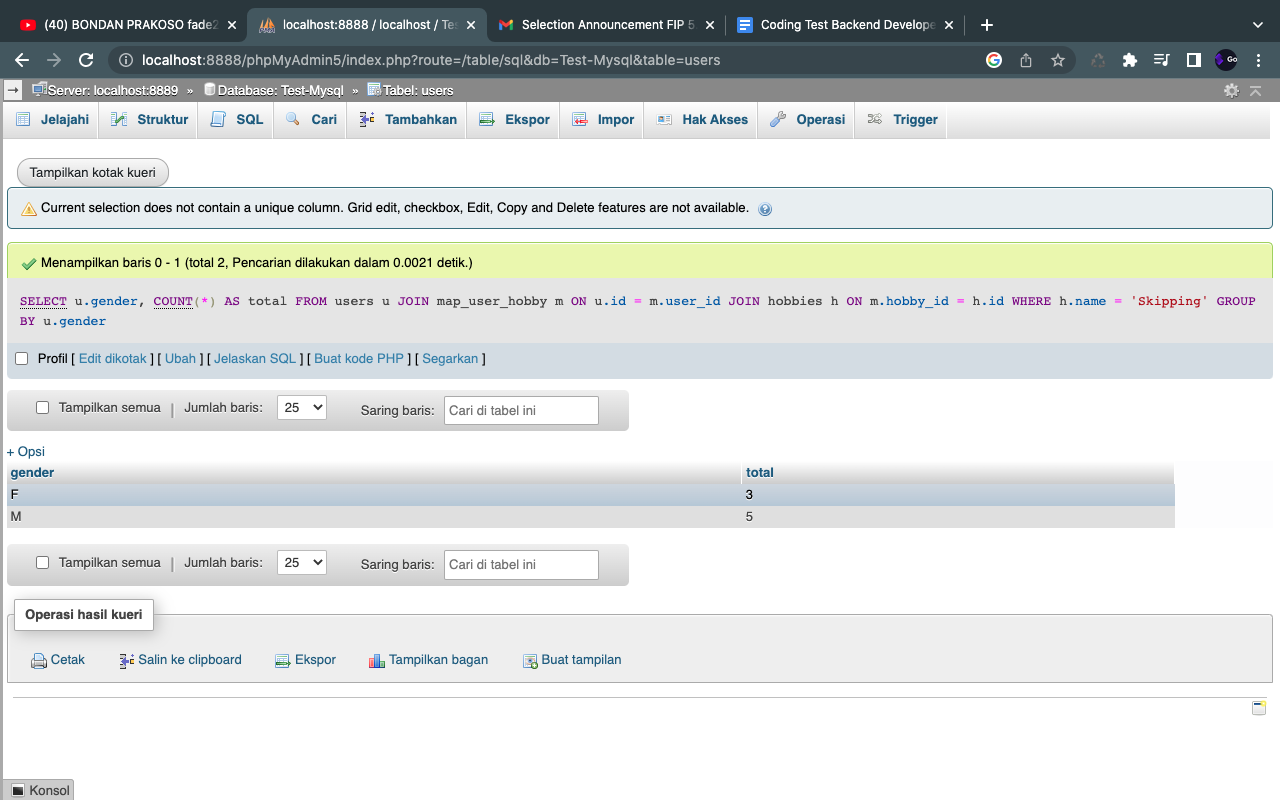 (40) BONDAN PRAKOSO fade2
localhost:8888 / localhost / Tes
Selection Announcement FIP 5
Coding Test Backend Develope
localhost:8888/phpMyAdmin5/index.php?route=/table/sql&db=Test-Mysql&table=users
Go
Server: localhost:8889 » Database: Test-Mysql » Tabel: users
Jelajahi Struktur SQL Cari Tambahkan Ekspor Impor Hak Akses Operasi Trigger
Tampilkan kotak kueri
Current selection does not contain a unique column. Grid edit, checkbox, Edit, Copy and Delete features are not available.
Menampilkan baris 0 - 1 (total 2, Pencarian dilakukan dalam 0.0021 detik.)
SELECT u.gender, COUNT(*) AS total FROM users u JOIN map_user_hobby m ON u.id = m.user_id JOIN hobbies h ON m.hobby_id = h.id WHERE h.name = 'Skipping' GROUP
BY u.gender
Profil [ Edit dikotak ] [ Ubah ] [ Jelaskan SQL ] [ Buat kode PHP ] [ Segarkan ]
Tampilkan semua | Jumlah baris: 25 Saring baris: Cari di tabel ini
+ Opsi
gender total
F 3
M 5
Tampilkan semua | Jumlah baris: 25 Saring baris: Cari di tabel ini
Operasi hasil kueri
Cetak Salin ke clipboard Ekspor Tampilkan bagan Buat tampilan
Konsol